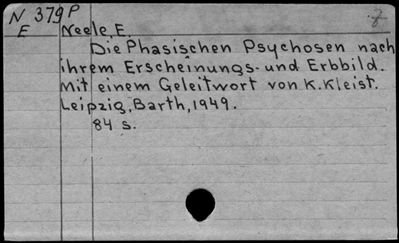 N 379 P
E Neele, E.
Die Phasischen Psychosen nach
ihrem Erscheinungs- und Erbbild.
Mit einem Geleitwort von K. Kleist.
Leipzig, Barth, 1949.
84 s.